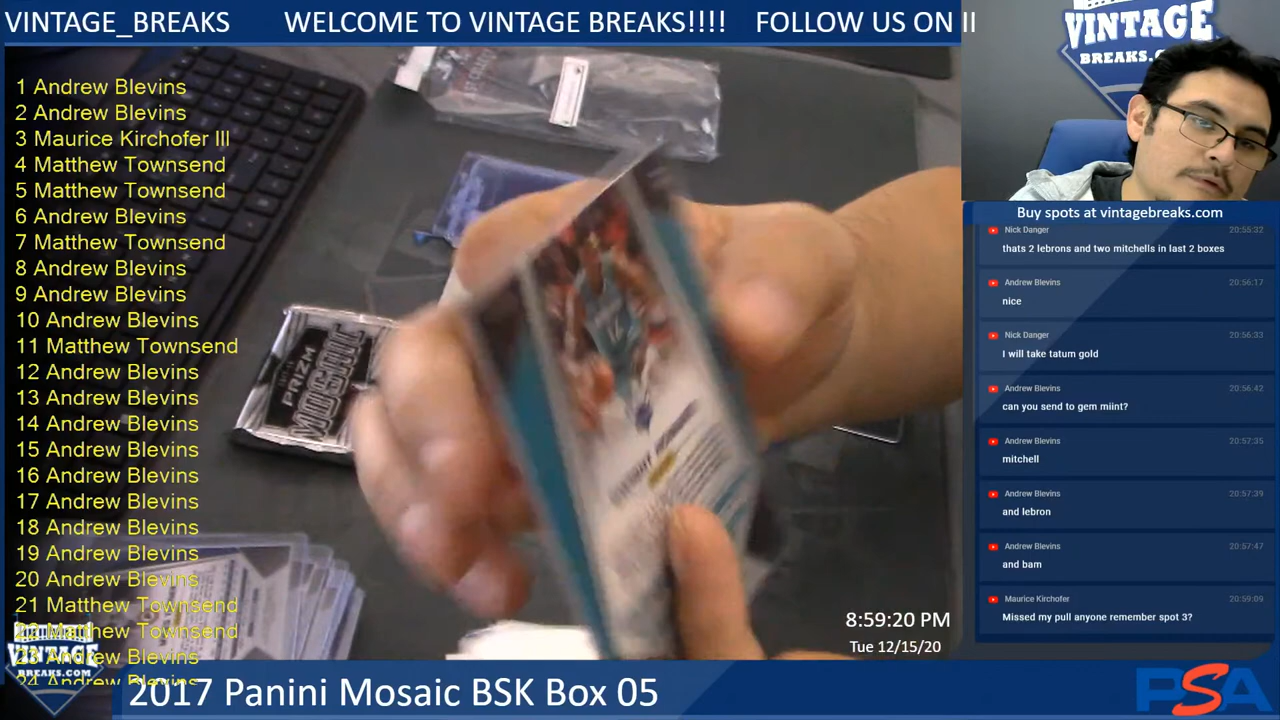 VINTAGE_BREAKS WELCOME TO VINTAGE BREAKS!!!! FOLLOW US ON II
1 Andrew Blevins
2 Andrew Blevins
3 Maurice Kirchofer III
4 Matthew Townsend
5 Matthew Townsend
6 Andrew Blevins
7 Matthew Townsend
8 Andrew Blevins
9 Andrew Blevins
10 Andrew Blevins
11 Matthew Townsend
12 Andrew Blevins
13 Andrew Blevins
14 Andrew Blevins
15 Andrew Blevins
16 Andrew Blevins
17 Andrew Blevins
18 Andrew Blevins
19 Andrew Blevins
20 Andrew Blevins
21 Matthew Townsend
22 Matthew Townsend
23 Andrew Blevins
24 Andrew Blevins
VINTAGE
BREAKS.COM
PRIZM
MOSAIC
8:59:20 PM
Tue 12/15/20
2017 Panini Mosaic BSK Box 05
VINTAGE
BREAKS.
Buy spots at vintagebreaks.com
Nick Danger 20:55:32
thats 2 lebrons and two mitchells in last 2 boxes
Andrew Blevins 20:56:17
nice
Nick Danger 20:56:33
I will take tatum gold
Andrew Blevins 20:56:42
can you send to gem miint?
Andrew Blevins 20:57:35
mitchell
Andrew Blevins 20:57:39
and lebron
Andrew Blevins 20:57:47
and bam
Maurice Kirchofer 20:59:09
Missed my pull anyone remember spot 3?
PSA